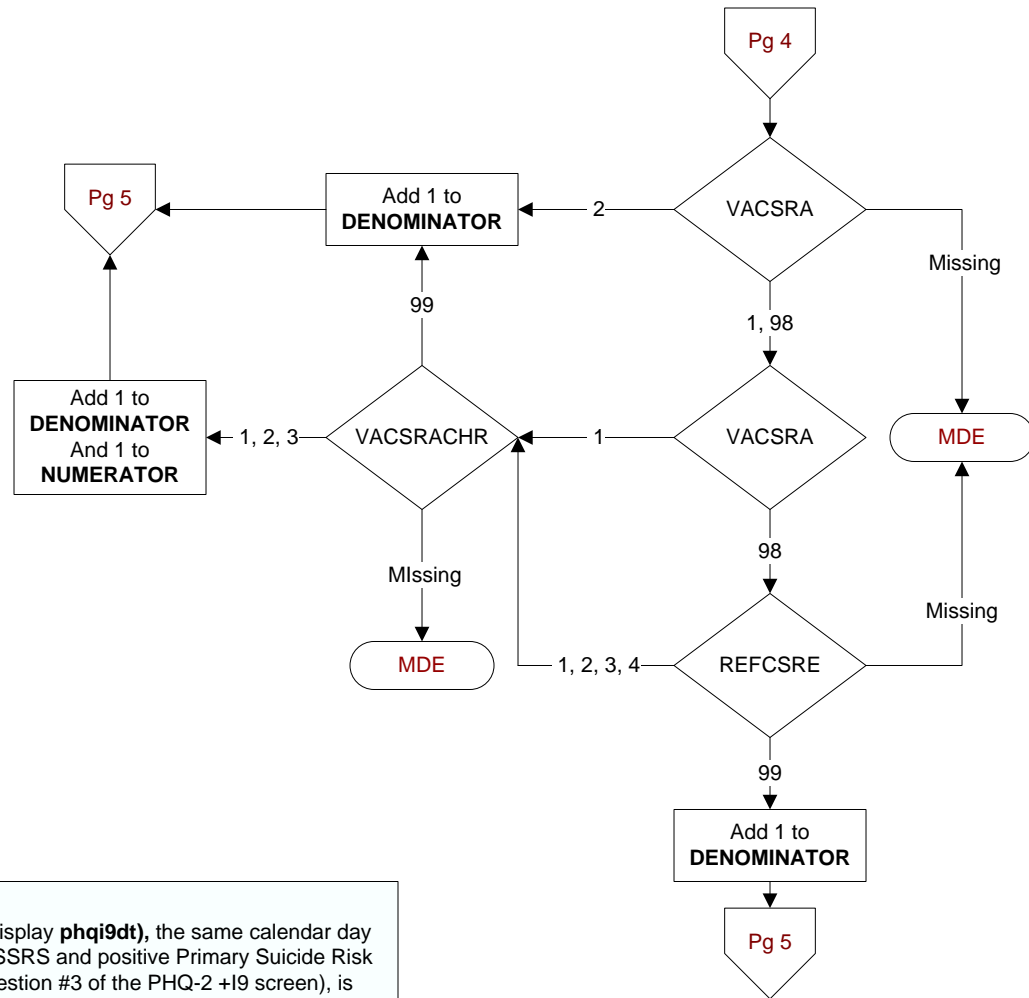 Pg 4
Pg 5
Add 1 to
DENOMINATOR
2
VACSRA
Missing
99
1, 98
Add 1 to
DENOMINATOR
And 1 to
NUMERATOR
1, 2, 3
VACSRACHR
1
VACSRA
MDE
MIssing
98
Missing
MDE
1, 2, 3, 4
REFCSRE
99
Add 1 to
DENOMINATOR
isplay phqi9dt), the same calendar day
SSRS and positive Primary Suicide Risk
estion #3 of the PHQ-2 +I9 screen), is
Pg 5